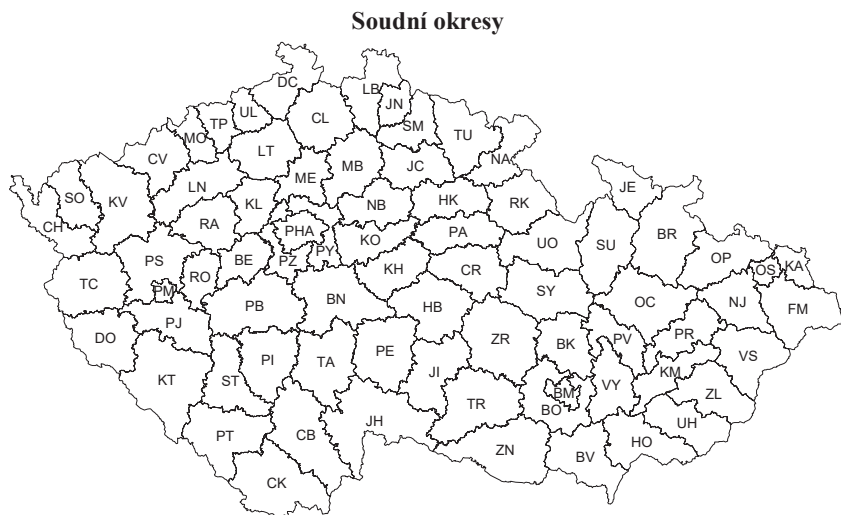 Soudní okresy
DC
LB
UL
JN
TP
CL
SM
MO
TU
LT
CV
NA
MB
JC
ME
JE
LN
SO
KV
KL
NB
HK
RK
CH
RA
PHA
PA
BR
KO
UO
SU
PY
OP
BE
PS
PZ
KH
CR
KA
OS
TC
RO
PM
SY
OC
NJ
FM
PB
BN
HB
PJ
DO
ZR
BK
PV
PR
PE
VS
PI
TA
KT
ST
JI
KM
VY
BM
ZL
TR
BO
JH
UH
PT
CB
HO
ZN
BV
CK